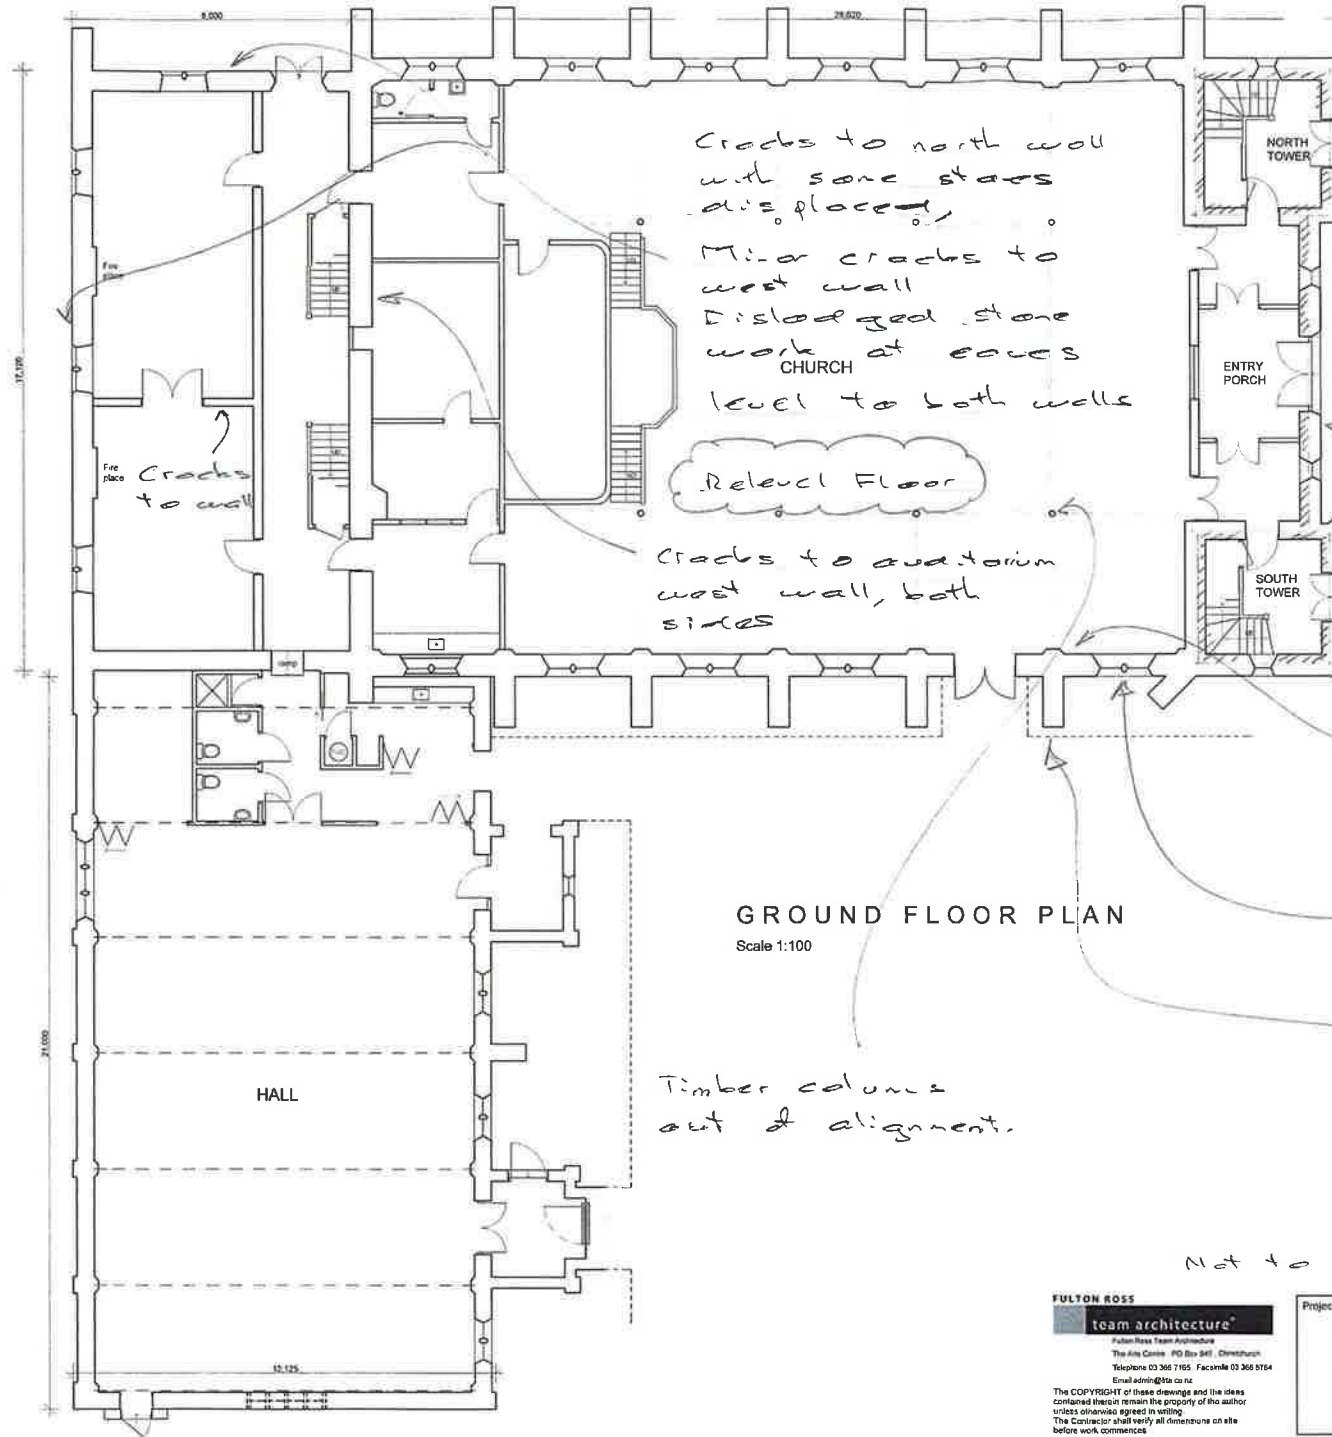 8,000
29,020
Cracks to north wall
with some stones
displaced,
Minor cracks to
west wall
Dislodged stone
work at eaves
level to both walls
CHURCH
NORTH
TOWER
ENTRY
PORCH
SOUTH
TOWER
17,120
Fire
place
Fire
place
Cracks
to wall
Relevel Floor
Cracks to auditorium
west wall, both
sides
UP
UP
ramp
GROUND FLOOR PLAN
Scale 1:100
21,000
HALL
Timber columns
out of alignment.
12,125
Not to
FULTON ROSS
team architecture
Fulton Ross Team Architecture
The Arts Centre PO Box 845, Christchurch
Telephone 03 366 7165 Facsimile 03 366 5764
Project
The COPYRIGHT of these drawings and the ideas
contained therein remain the property of the author
unless otherwise agreed in writing
The Contractor shall verify all dimensions on site
before work commences